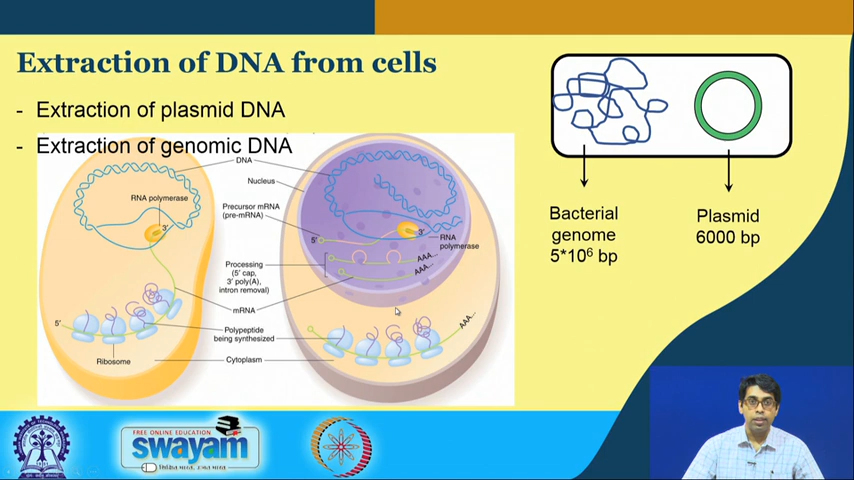 Extraction of DNA from cells
- Extraction of plasmid DNA
- Extraction of genomic DNA
DNA
Nucleus
RNA polymerase
3'
Precursor mRNA
(pre-mRNA)
5'
3'
RNA
polymerase
Processing
(5' cap,
3' poly(A),
intron removal)
AAA...
AAA...
mRNA
5'
Polypeptide
being synthesized
AAA...
Ribosome
Cytoplasm
Bacterial
genome
5*10⁶ bp
Plasmid
6000 bp
FREE ONLINE EDUCATION
swayam